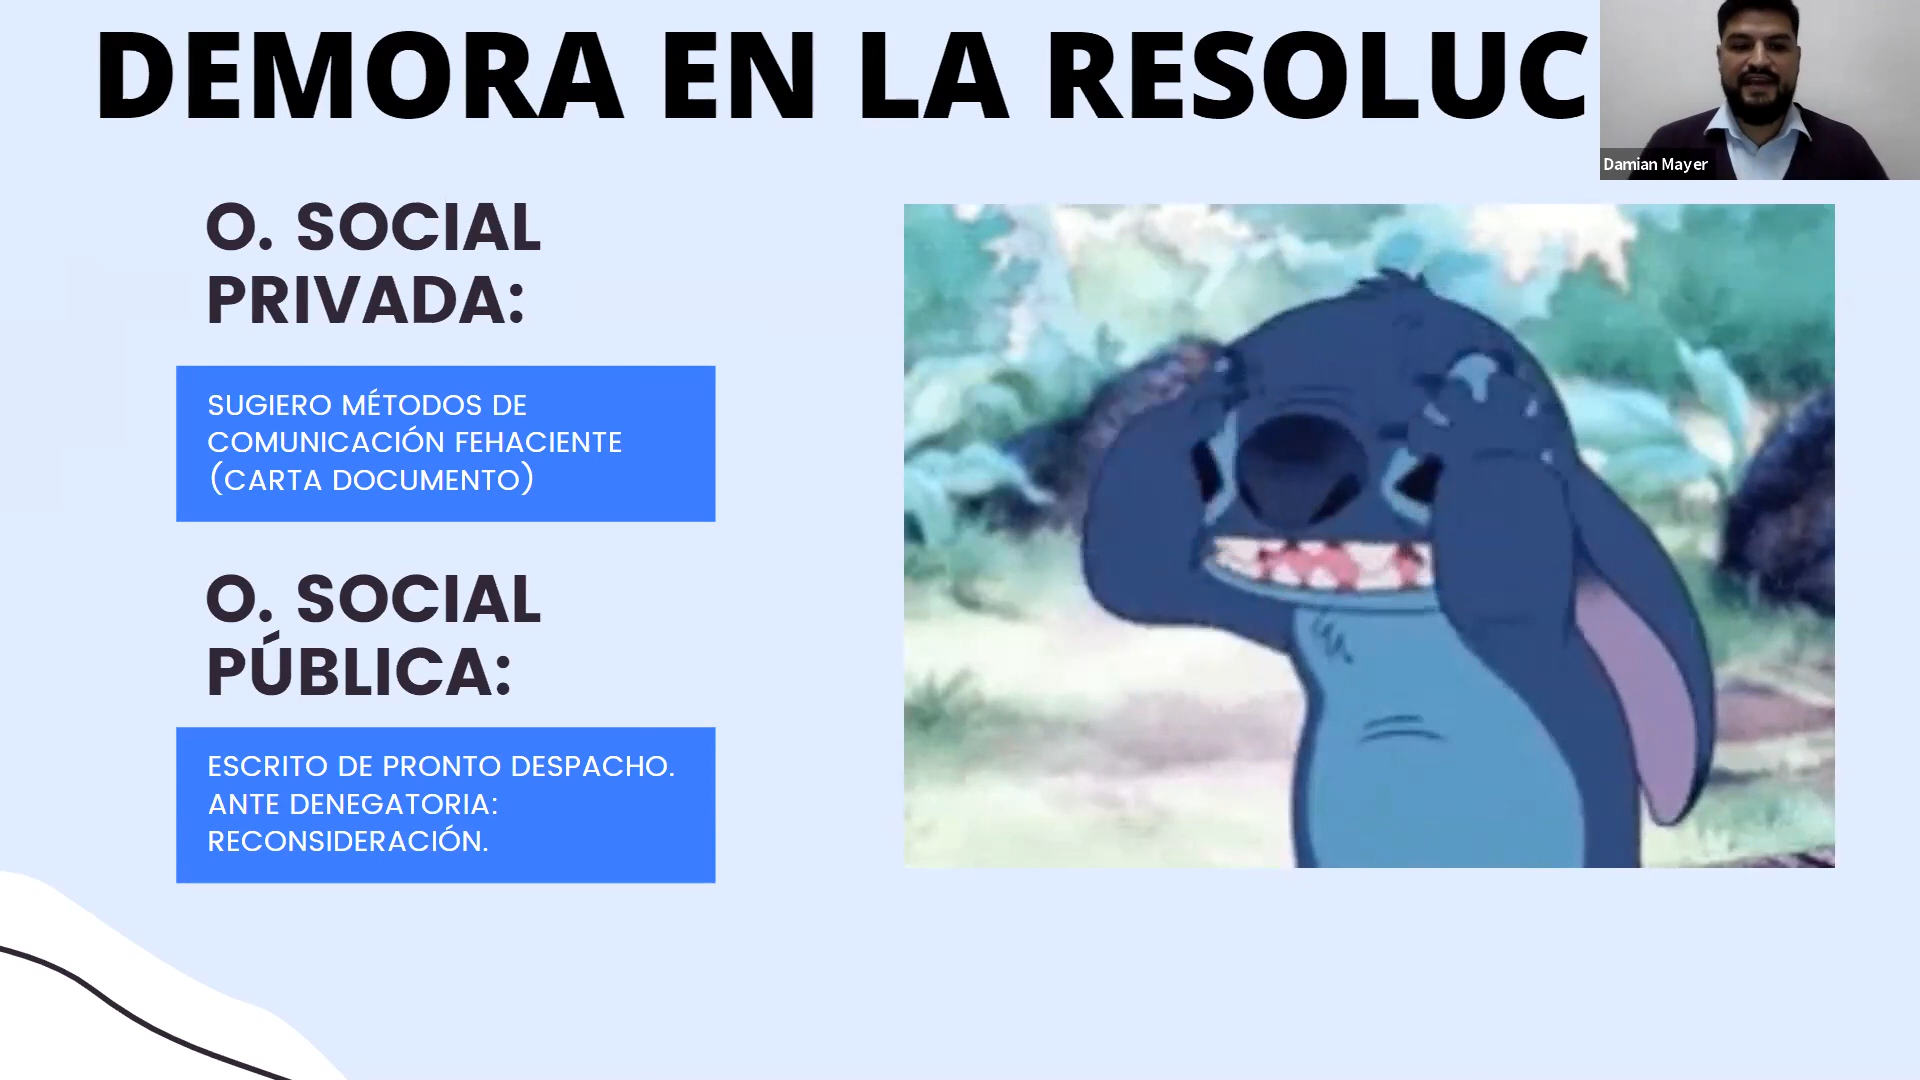 DEMORA EN LA RESOLUC
Damian Mayer
O. SOCIAL
PRIVADA:
SUGIERO MÉTODOS DE
COMUNICACIÓN FEHACIENTE
(CARTA DOCUMENTO)
O. SOCIAL
PÚBLICA:
ESCRITO DE PRONTO DESPACHO.
ANTE DENEGATORIA:
RECONSIDERACIÓN.